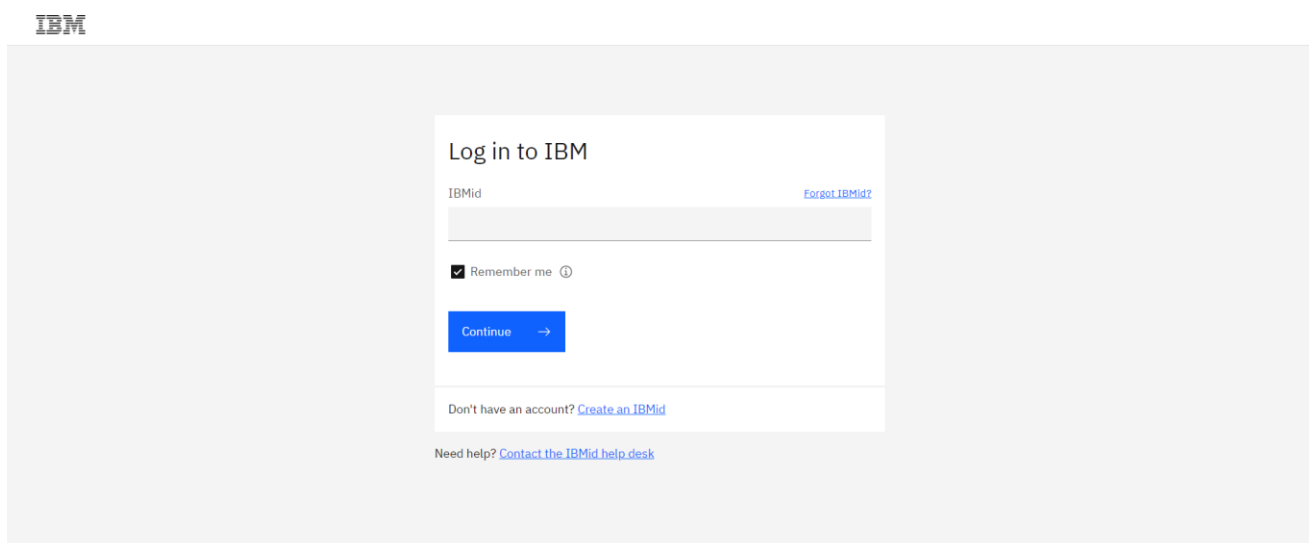 IBM
Log in to IBM
IBMid Forgot IBMid?
Remember me
Continue
Don't have an account? Create an IBMid
Need help? Contact the IBMid help desk